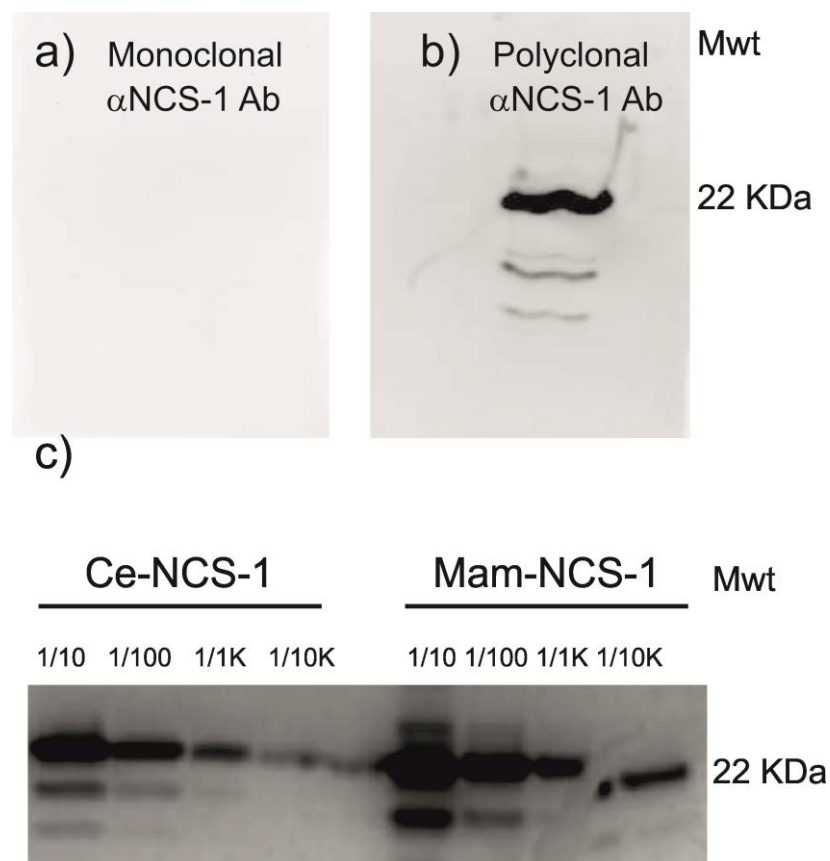 a) Monoclonal
αNCS-1 Ab
b) Polyclonal
αNCS-1 Ab
Mwt
22 KDa
c)
Ce-NCS-1
Mam-NCS-1
Mwt
1/10 1/100 1/1K 1/10K
1/10 1/100 1/1K 1/10K
22 KDa